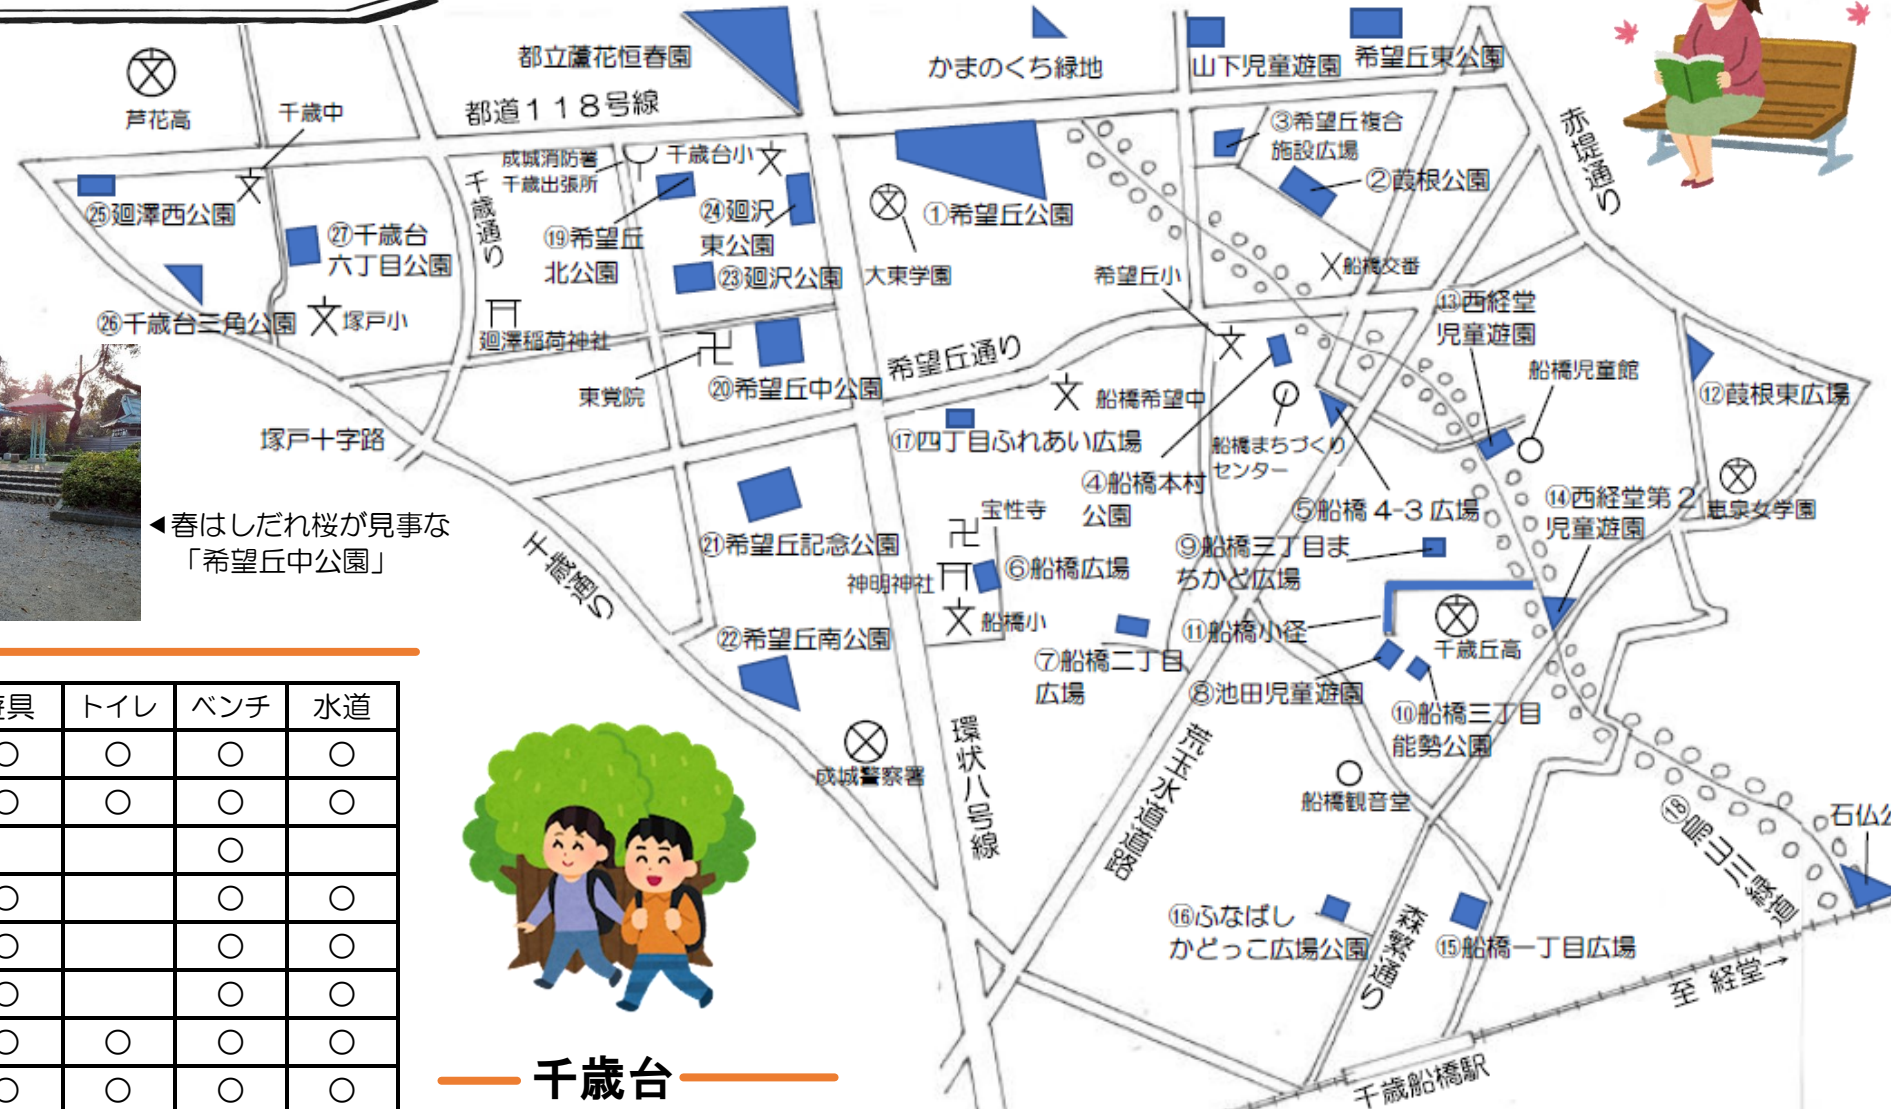 都立蘆花恒春園
かまのくち緑地
山下児童遊園
希望丘東公園
芦花高
千歳中
都道118号線
赤堤通り
③希望丘複合
施設広場
②葭根公園
成城消防署
千歳出張所
千歳台小
千歳通り
㉕廻澤西公園
㉗千歳台
六丁目公園
⑲希望丘
北公園
㉔廻沢
東公園
①希望丘公園
㉓廻沢公園
大東学園
希望丘小
船橋交番
⑬西経堂
児童遊園
㉖千歳台三角公園
塚戸小
廻澤稲荷神社
東覚院
⑳希望丘中公園
希望丘通り
船橋希望中
船橋児童館
⑫葭根東広場
塚戸十字路
⑰四丁目ふれあい広場
船橋まちづくり
センター
④船橋本村
公園
⑤船橋4-3広場
⑭西経堂第2
児童遊園
恵泉女学園
◀春はしだれ桜が見事な
「希望丘中公園」
千歳通り
㉑希望丘記念公園
宝性寺
神明神社
⑥船橋広場
⑨船橋三丁目ま
ちかど広場
船橋小
㉒希望丘南公園
⑦船橋二丁目
広場
⑪船橋小径
千歳丘高
⑧池田児童遊園
⑩船橋三丁目
能勢公園
成城警察署
環状八号線
荒玉水道道路
船橋観音堂
⑱烏山川緑道
石仏公
⑯ふなばし
かどっこ広場公園
森繁通り
⑮船橋一丁目広場
至 経堂→
千歳船橋駅
具 トイレ ベンチ 水道
○ ○ ○ ○
○ ○ ○ ○
○
○ ○ ○
○ ○ ○
○ ○ ○
○ ○ ○ ○
○ ○ ○ ○
千歳台